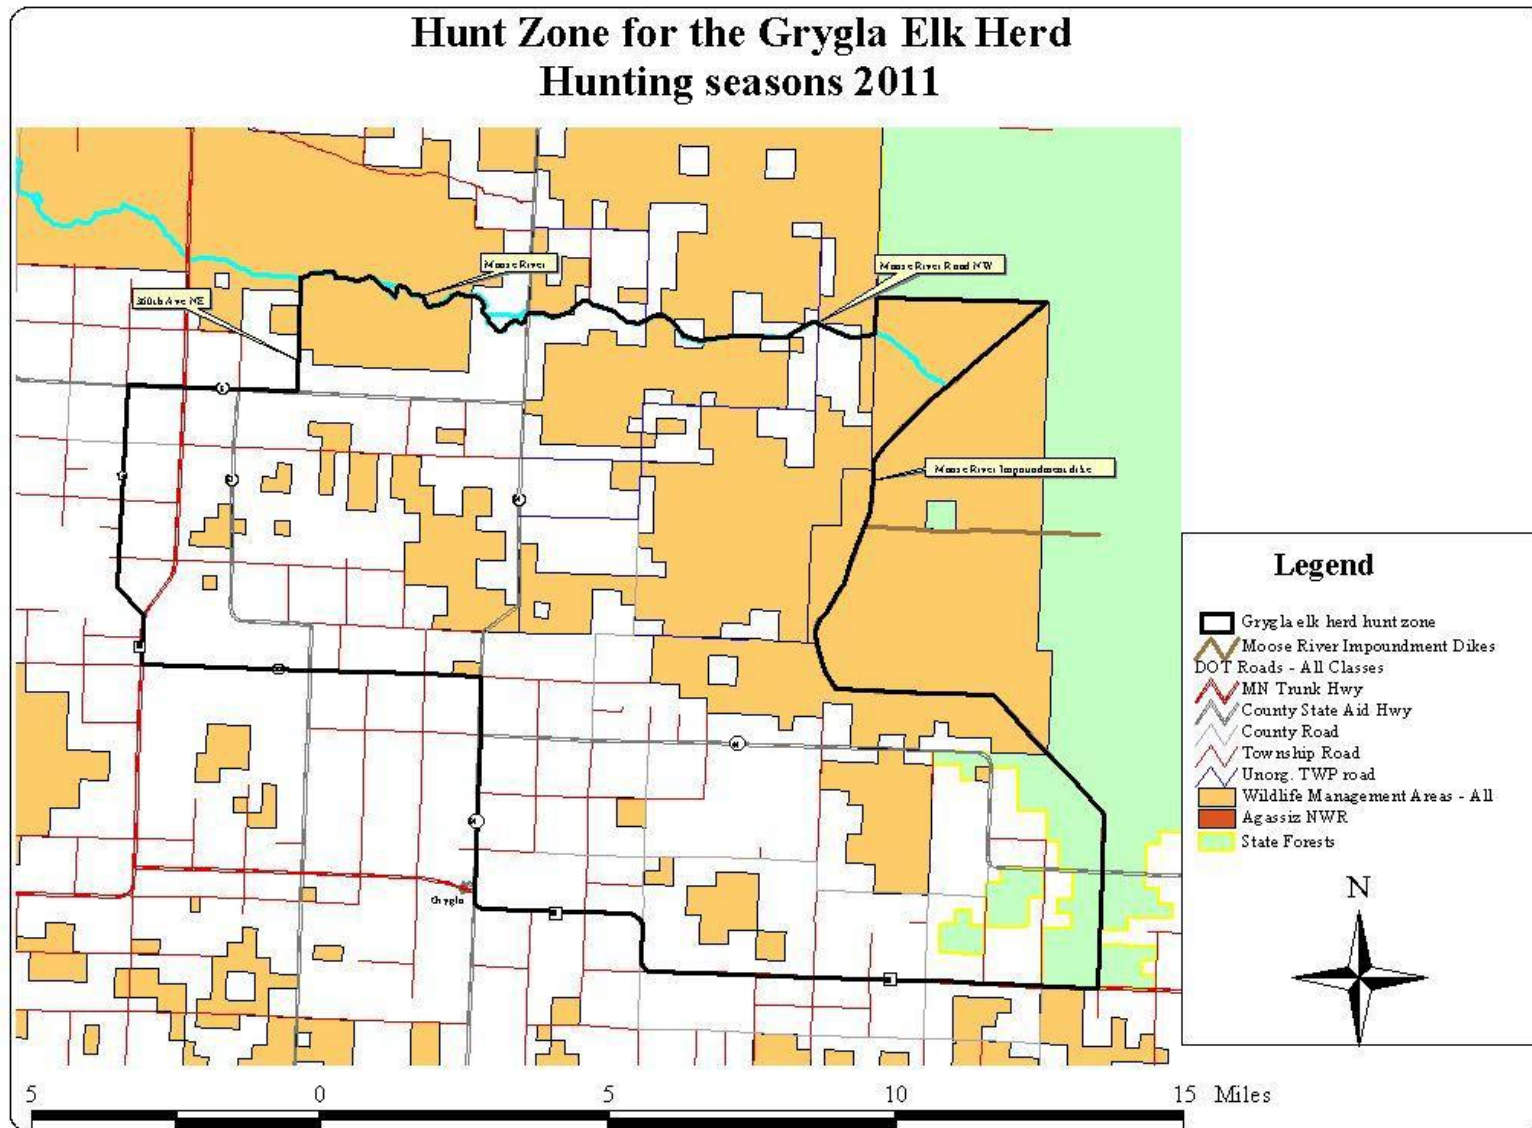 Hunt Zone for the Grygla Elk Herd
Hunting seasons 2011
Moose River
Moose River Road NW
360th Ave NE
Moose River Impoundment dike
Grygla
Legend
Grygla elk herd hunt zone
Moose River Impoundment Dikes
DOT Roads - All Classes
MN Trunk Hwy
County State Aid Hwy
County Road
Township Road
Unorg. TWP road
Wildlife Management Areas - All
Agassiz NWR
State Forests
N
5 0 5 10 15 Miles